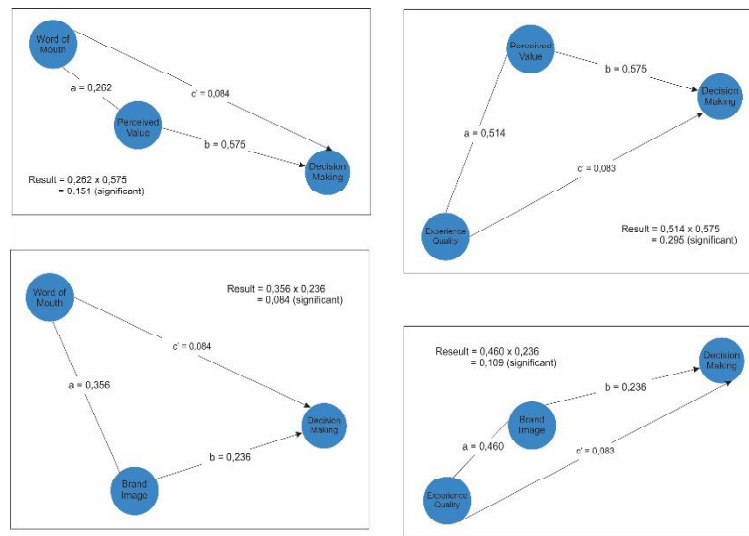 Word of
Mouth
a = 0,262
c' = 0,084
Perceived
Value
b = 0,575
Decision
Making
Result = 0,262 x 0,575
= 0.151 (significant)
Perceived
Value
b = 0.575
Decision
Making
a = 0,514
c' = 0,083
Experience
Quality
Result = 0,514 x 0,575
= 0.295 (significant)
Word of
Mouth
Result = 0,356 x 0,236
= 0,084 (significant)
c' = 0,084
a = 0,356
Decision
Making
b = 0,236
Brand
Image
Reseult = 0,460 x 0,236
= 0,109 (significant)
Decision
Making
b = 0,236
Brand
Image
a = 0,460
c' = 0,083
Experience
Quality